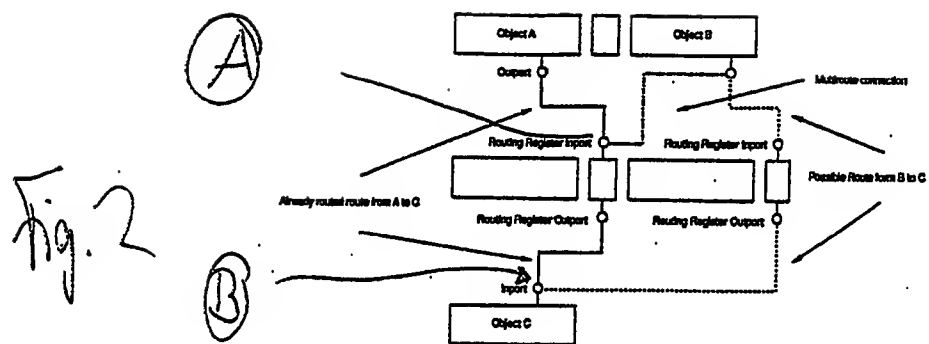 A
Object A
Object B
Outport
Multiroute connection
Routing Register Inport
Routing Register Inport
Possible Route form B to C
Already routed route from A to C
Fig. 2
Routing Register Outport
Routing Register Outport
B
Inport
Object C